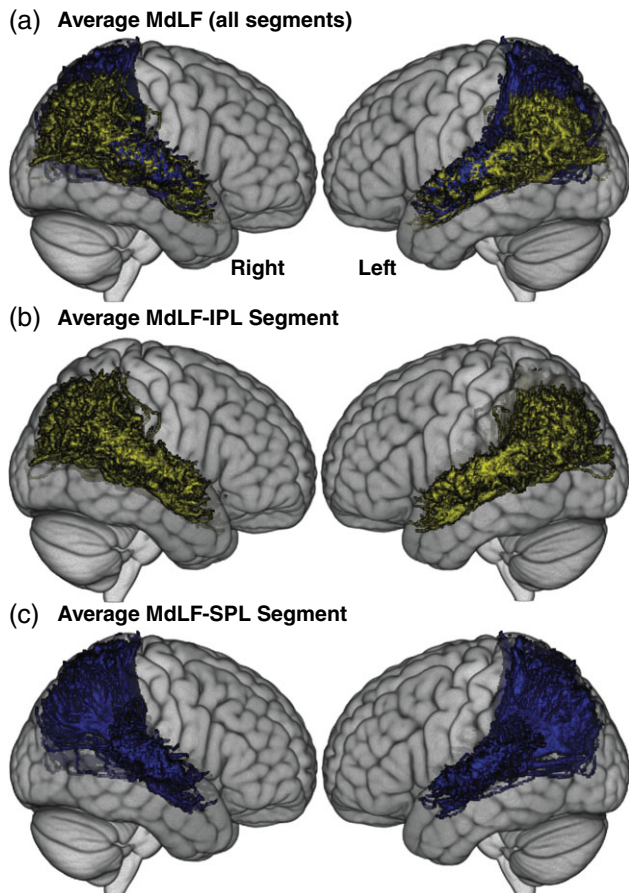 (a) Average MdLF (all segments)
Right Left
(b) Average MdLF-IPL Segment
(c) Average MdLF-SPL Segment